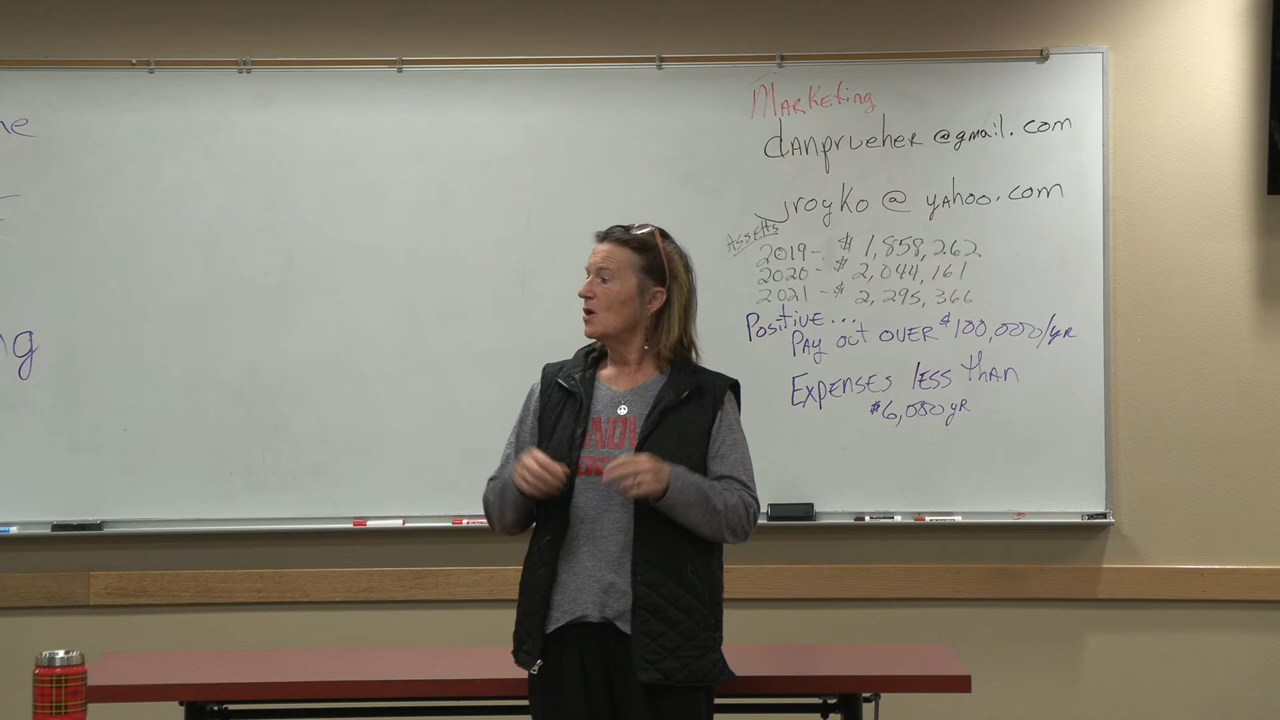 Marketing
danprueher@gmail.com
jroyko@yahoo.com
Assets
2019- $1,858,262
2020- $2,044,161
2021-$2,295,366
Positive...
Pay out over $100,000/yr
Expenses less than
$6,080 yr
ne
ng